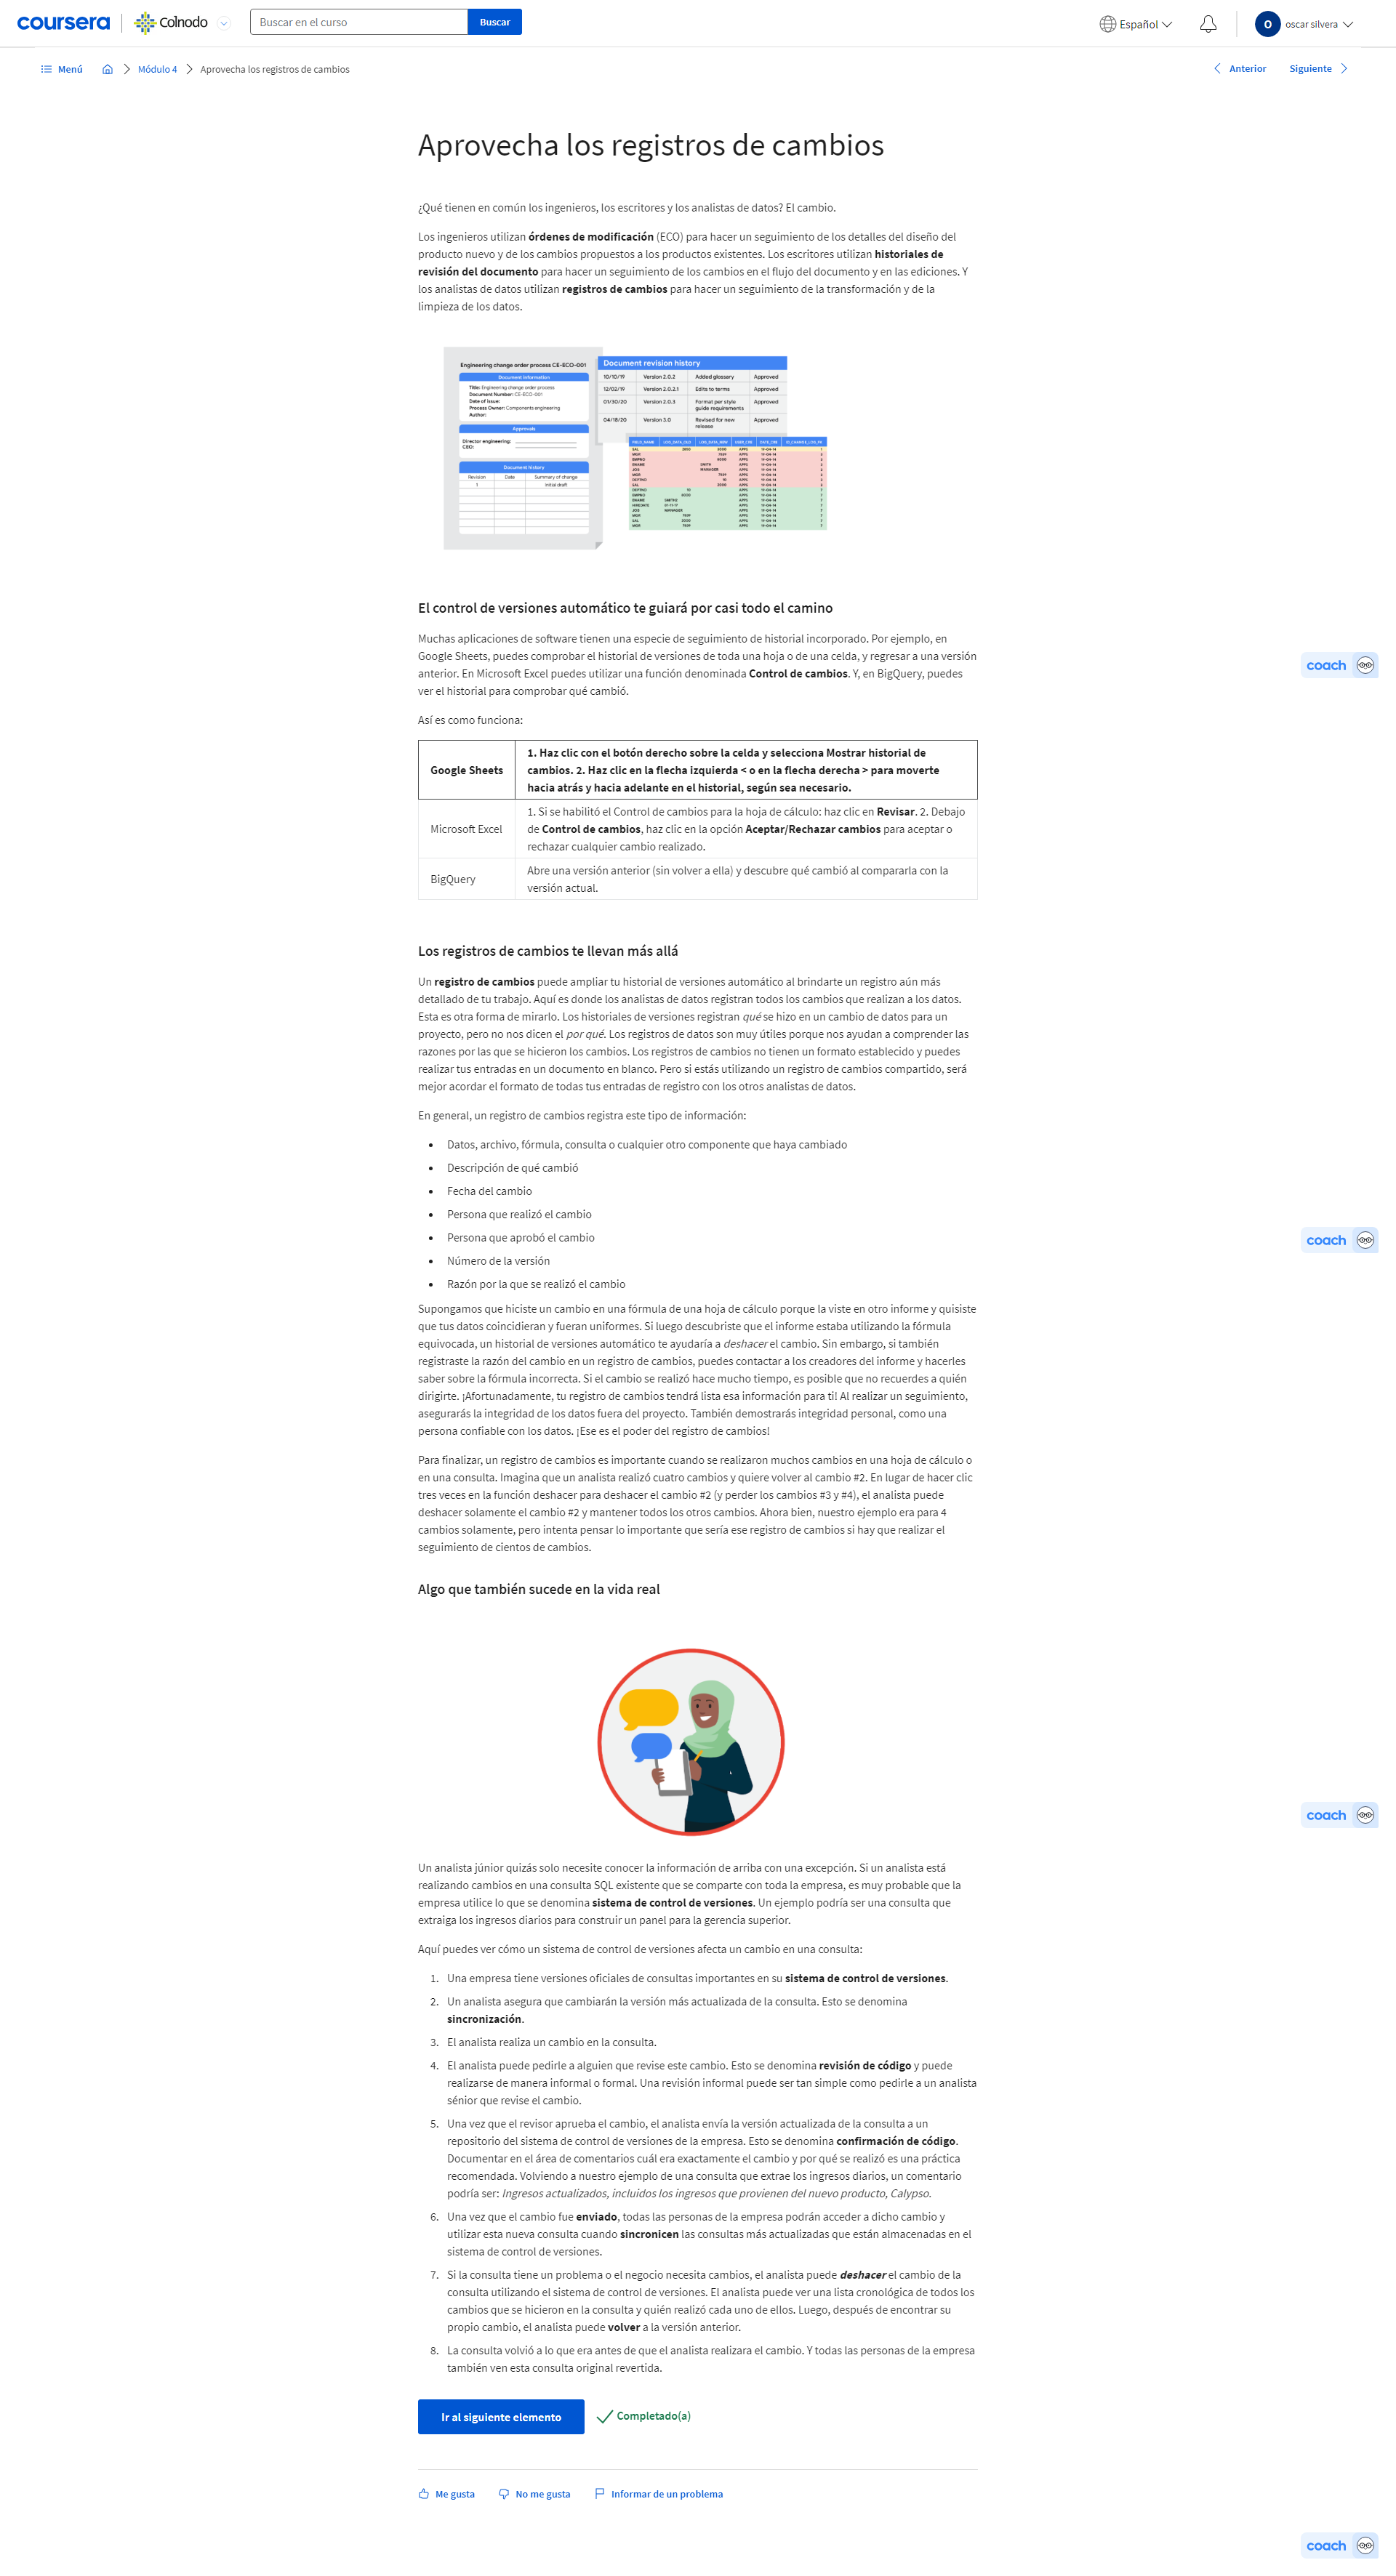 coursera
Colnodo
Buscar en el curso
Buscar
Español
O
oscar silvera
Menú
Módulo 4
Aprovecha los registros de cambios
Anterior
Siguiente
Aprovecha los registros de cambios
¿Qué tienen en común los ingenieros, los escritores y los analistas de datos? El cambio.
Los ingenieros utilizan órdenes de modificación (ECO) para hacer un seguimiento de los detalles del diseño del
producto nuevo y de los cambios propuestos a los productos existentes. Los escritores utilizan historiales de
revisión del documento para hacer un seguimiento de los cambios en el flujo del documento y en las ediciones. Y
los analistas de datos utilizan registros de cambios para hacer un seguimiento de la transformación y de la
limpieza de los datos.
Engineering change order process CE-ECO-001
Document Information
Title: Engineering change order process
Document Number: CE-ECO-001
Date of issue:
Process Owner: Components engineering
Author:
Approvals
Director engineering:
CEO:
Document history
Revision Date Summary of change
1 Initial draft
Document revision history
10/10/19 Version 2.0.2 Added glossary Approved
12/02/19 Version 2.0.2.1 Edits to terms Approved
01/30/20 Version 2.0.3 Format per style Approved
guide requirements
04/18/20 Version 3.0 Revised for new Approved
release
El control de versiones automático te guiará por casi todo el camino
Muchas aplicaciones de software tienen una especie de seguimiento de historial incorporado. Por ejemplo, en
Google Sheets, puedes comprobar el historial de versiones de toda una hoja o de una celda, y regresar a una versión
anterior. En Microsoft Excel puedes utilizar una función denominada Control de cambios. Y, en BigQuery, puedes
ver el historial para comprobar qué cambió.
coach
Así es como funciona:
Google Sheets
1. Haz clic con el botón derecho sobre la celda y selecciona Mostrar historial de
cambios. 2. Haz clic en la flecha izquierda < o en la flecha derecha > para moverte
hacia atrás y hacia adelante en el historial, según sea necesario.
Microsoft Excel
1. Si se habilitó el Control de cambios para la hoja de cálculo: haz clic en Revisar. 2. Debajo
de Control de cambios, haz clic en la opción Aceptar/Rechazar cambios para aceptar o
rechazar cualquier cambio realizado.
BigQuery
Abre una versión anterior (sin volver a ella) y descubre qué cambió al compararla con la
versión actual.
Los registros de cambios te llevan más allá
Un registro de cambios puede ampliar tu historial de versiones automático al brindarte un registro aún más
detallado de tu trabajo. Aquí es donde los analistas de datos registran todos los cambios que realizan a los datos.
Esta es otra forma de mirarlo. Los historiales de versiones registran qué se hizo en un cambio de datos para un
proyecto, pero no nos dicen el por qué. Los registros de datos son muy útiles porque nos ayudan a comprender las
razones por las que se hicieron los cambios. Los registros de cambios no tienen un formato establecido y puedes
realizar tus entradas en un documento en blanco. Pero si estás utilizando un registro de cambios compartido, será
mejor acordar el formato de todas tus entradas de registro con los otros analistas de datos.
En general, un registro de cambios registra este tipo de información:
• Datos, archivo, fórmula, consulta o cualquier otro componente que haya cambiado
• Descripción de qué cambió
• Fecha del cambio
• Persona que realizó el cambio
• Persona que aprobó el cambio
coach
• Número de la versión
• Razón por la que se realizó el cambio
Supongamos que hiciste un cambio en una fórmula de una hoja de cálculo porque la viste en otro informe y quisiste
que tus datos coincidieran y fueran uniformes. Si luego descubriste que el informe estaba utilizando la fórmula
equivocada, un historial de versiones automático te ayudaría a deshacer el cambio. Sin embargo, si también
registraste la razón del cambio en un registro de cambios, puedes contactar a los creadores del informe y hacerles
saber sobre la fórmula incorrecta. Si el cambio se realizó hace mucho tiempo, es posible que no recuerdes a quién
dirigirte. ¡Afortunadamente, tu registro de cambios tendrá lista esa información para ti! Al realizar un seguimiento,
asegurarás la integridad de los datos fuera del proyecto. También demostrarás integridad personal, como una
persona confiable con los datos. ¡Ese es el poder del registro de cambios!
Para finalizar, un registro de cambios es importante cuando se realizaron muchos cambios en una hoja de cálculo o
en una consulta. Imagina que un analista realizó cuatro cambios y quiere volver al cambio #2. En lugar de hacer clic
tres veces en la función deshacer para deshacer el cambio #2 (y perder los cambios #3 y #4), el analista puede
deshacer solamente el cambio #2 y mantener todos los otros cambios. Ahora bien, nuestro ejemplo era para 4
cambios solamente, pero intenta pensar lo importante que sería ese registro de cambios si hay que realizar el
seguimiento de cientos de cambios.
Algo que también sucede en la vida real
coach
Un analista júnior quizás solo necesite conocer la información de arriba con una excepción. Si un analista está
realizando cambios en una consulta SQL existente que se comparte con toda la empresa, es muy probable que la
empresa utilice lo que se denomina sistema de control de versiones. Un ejemplo podría ser una consulta que
extraiga los ingresos diarios para construir un panel para la gerencia superior.
Aquí puedes ver cómo un sistema de control de versiones afecta un cambio en una consulta:
1. Una empresa tiene versiones oficiales de consultas importantes en su sistema de control de versiones.
2. Un analista asegura que cambiarán la versión más actualizada de la consulta. Esto se denomina
sincronización.
3. El analista realiza un cambio en la consulta.
4. El analista puede pedirle a alguien que revise este cambio. Esto se denomina revisión de código y puede
realizarse de manera informal o formal. Una revisión informal puede ser tan simple como pedirle a un analista
sénior que revise el cambio.
5. Una vez que el revisor aprueba el cambio, el analista envía la versión actualizada de la consulta a un
repositorio del sistema de control de versiones de la empresa. Esto se denomina confirmación de código.
Documentar en el área de comentarios cuál era exactamente el cambio y por qué se realizó es una práctica
recomendada. Volviendo a nuestro ejemplo de una consulta que extrae los ingresos diarios, un comentario
podría ser: Ingresos actualizados, incluidos los ingresos que provienen del nuevo producto, Calypso.
6. Una vez que el cambio fue enviado, todas las personas de la empresa podrán acceder a dicho cambio y
utilizar esta nueva consulta cuando sincronicen las consultas más actualizadas que están almacenadas en el
sistema de control de versiones.
7. Si la consulta tiene un problema o el negocio necesita cambios, el analista puede deshacer el cambio de la
consulta utilizando el sistema de control de versiones. El analista puede ver una lista cronológica de todos los
cambios que se hicieron en la consulta y quién realizó cada uno de ellos. Luego, después de encontrar su
propio cambio, el analista puede volver a la versión anterior.
8. La consulta volvió a lo que era antes de que el analista realizara el cambio. Y todas las personas de la empresa
también ven esta consulta original revertida.
Ir al siguiente elemento
Completado(a)
Me gusta
No me gusta
Informar de un problema
coach